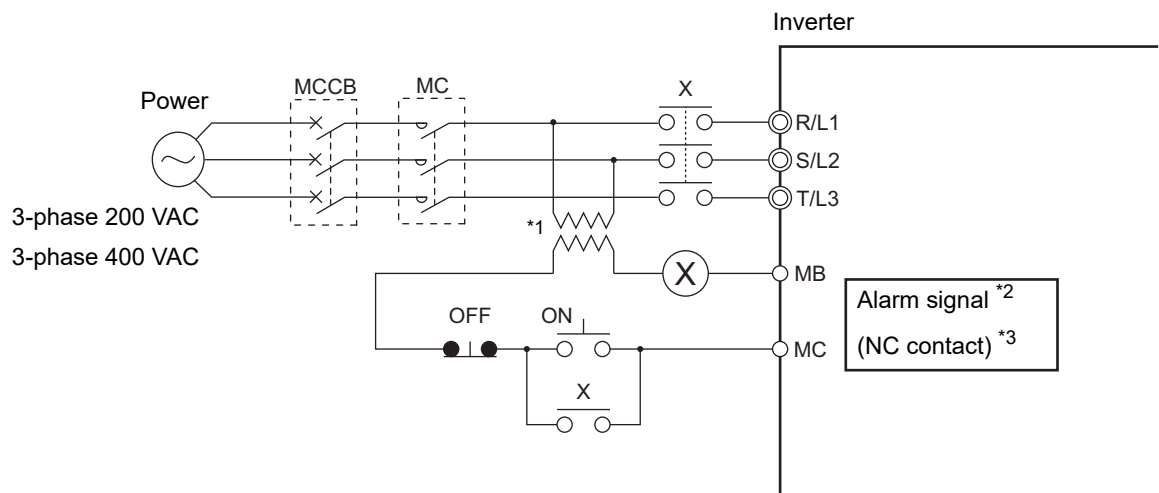 Inverter
MCCB
MC
X
Power
R/L1
S/L2
T/L3
3-phase 200 VAC
*1
3-phase 400 VAC
X
MB
Alarm signal *2
OFF
ON
(NC contact) *3
MC
X